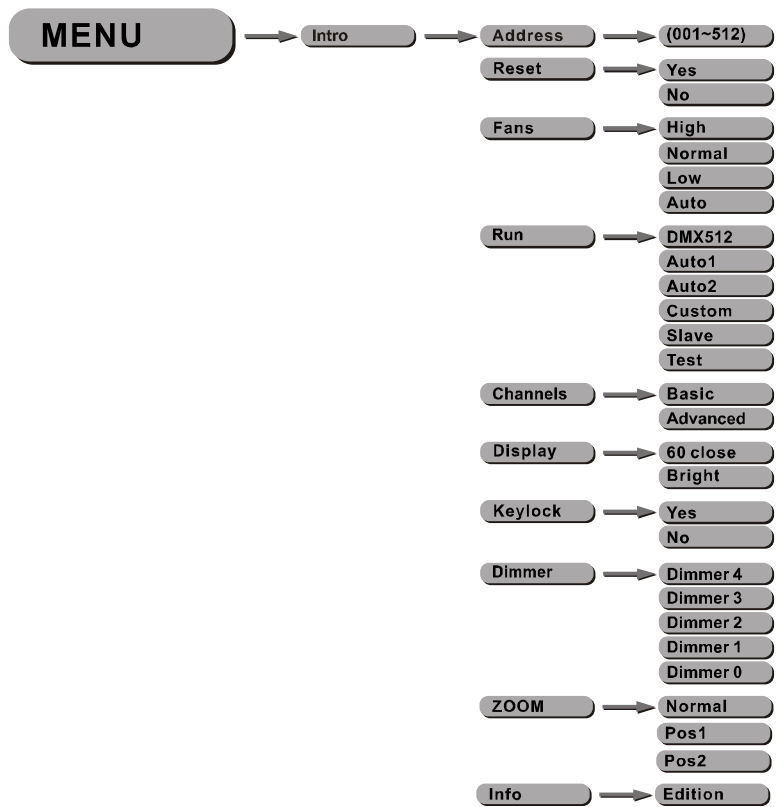 MENU Intro Address (001~512)
Reset Yes
No
Fans High
Normal
Low
Auto
Run DMX512
Auto1
Auto2
Custom
Slave
Test
Channels Basic
Advanced
Display 60 close
Bright
Keylock Yes
No
Dimmer Dimmer 4
Dimmer 3
Dimmer 2
Dimmer 1
Dimmer 0
ZOOM Normal
Pos1
Pos2
Info Edition